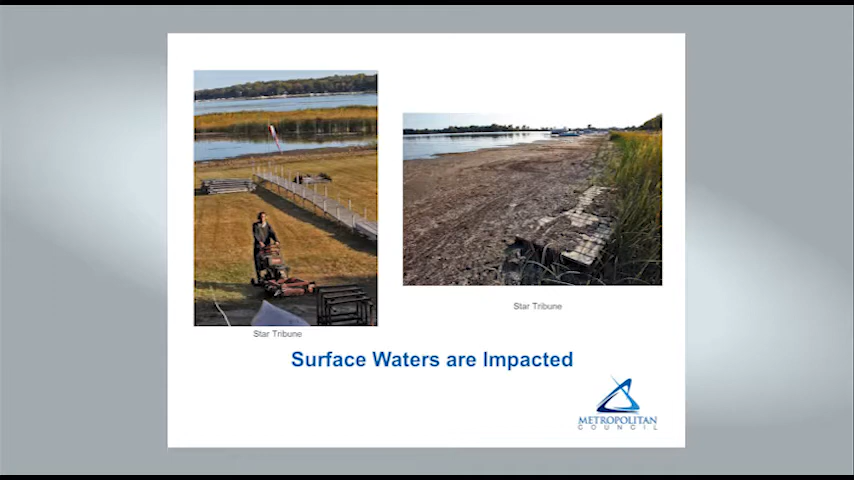 Star Tribune
Star Tribune
Surface Waters are Impacted
METROPOLITAN
COUNCIL